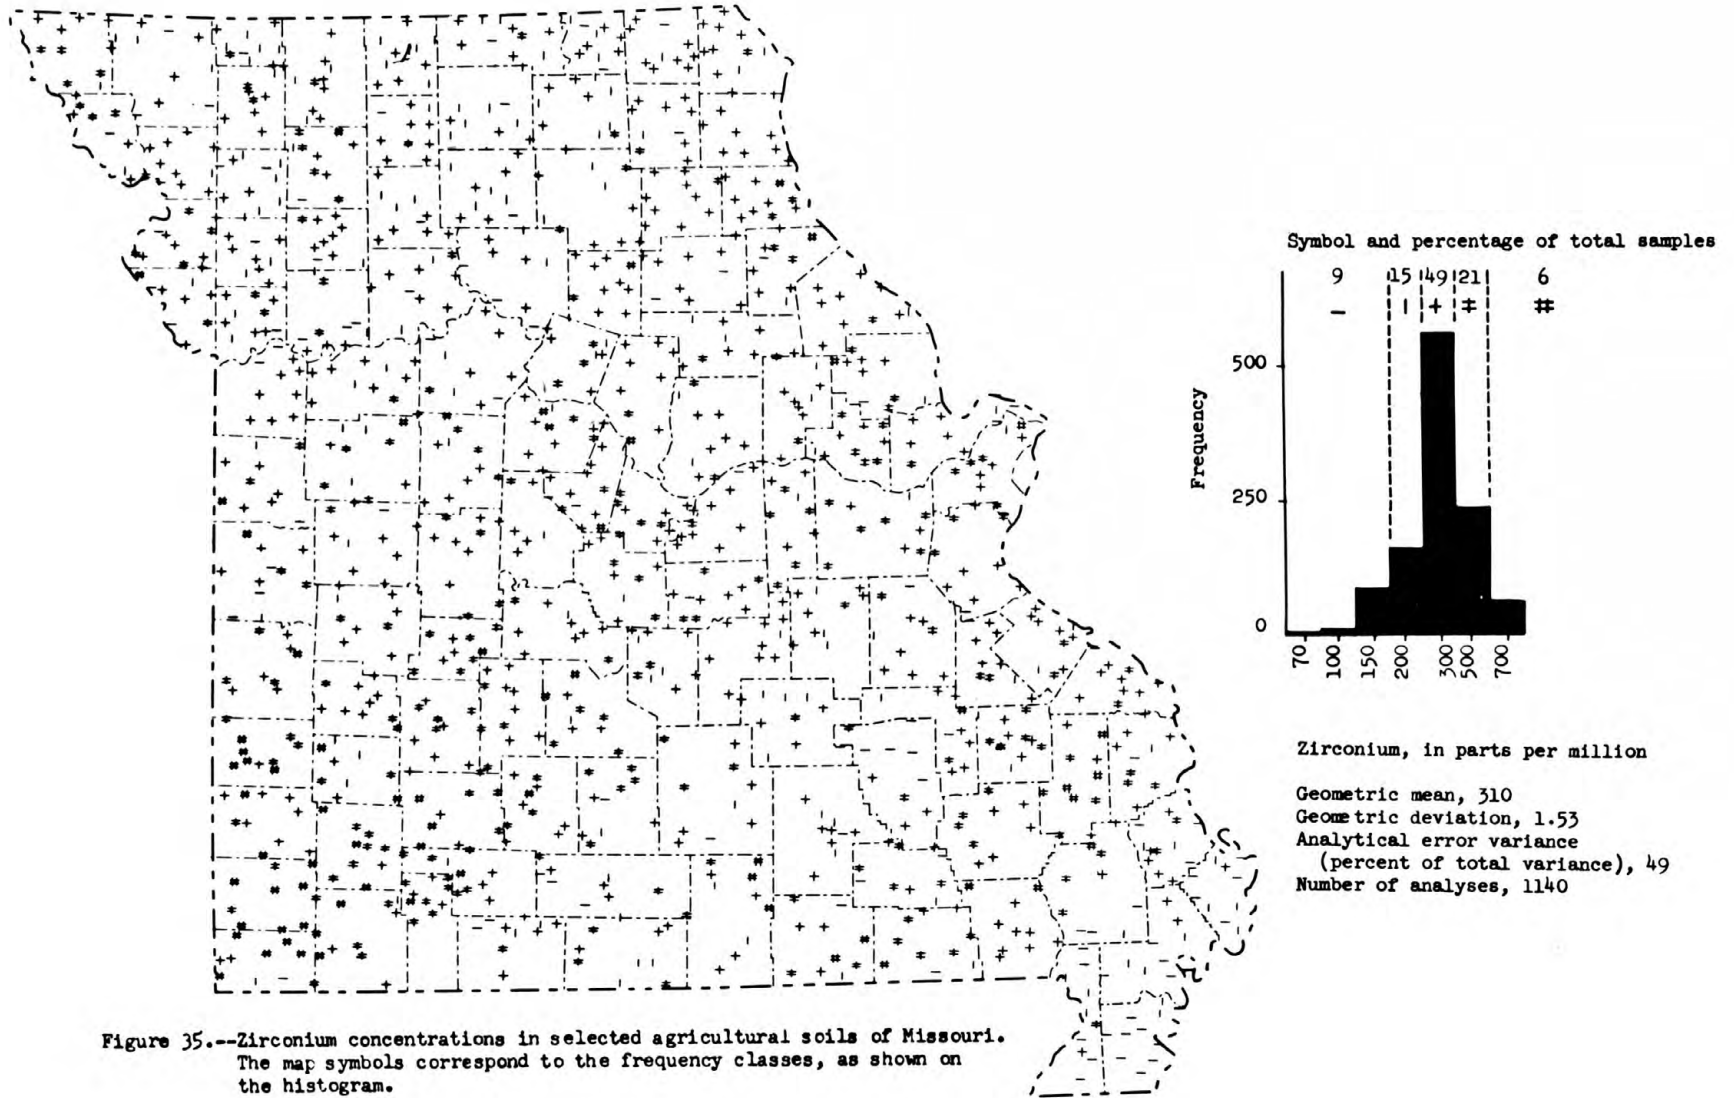 Symbol and percentage of total samples
9 15 49 21 6
- | + ‡ #
Frequency
500
250
0
70 100 150 200 300 500 700
Zirconium, in parts per million
Geometric mean, 310
Geometric deviation, 1.53
Analytical error variance
(percent of total variance), 49
Number of analyses, 1140
Figure 35.--Zirconium concentrations in selected agricultural soils of Missouri.
The map symbols correspond to the frequency classes, as shown on
the histogram.